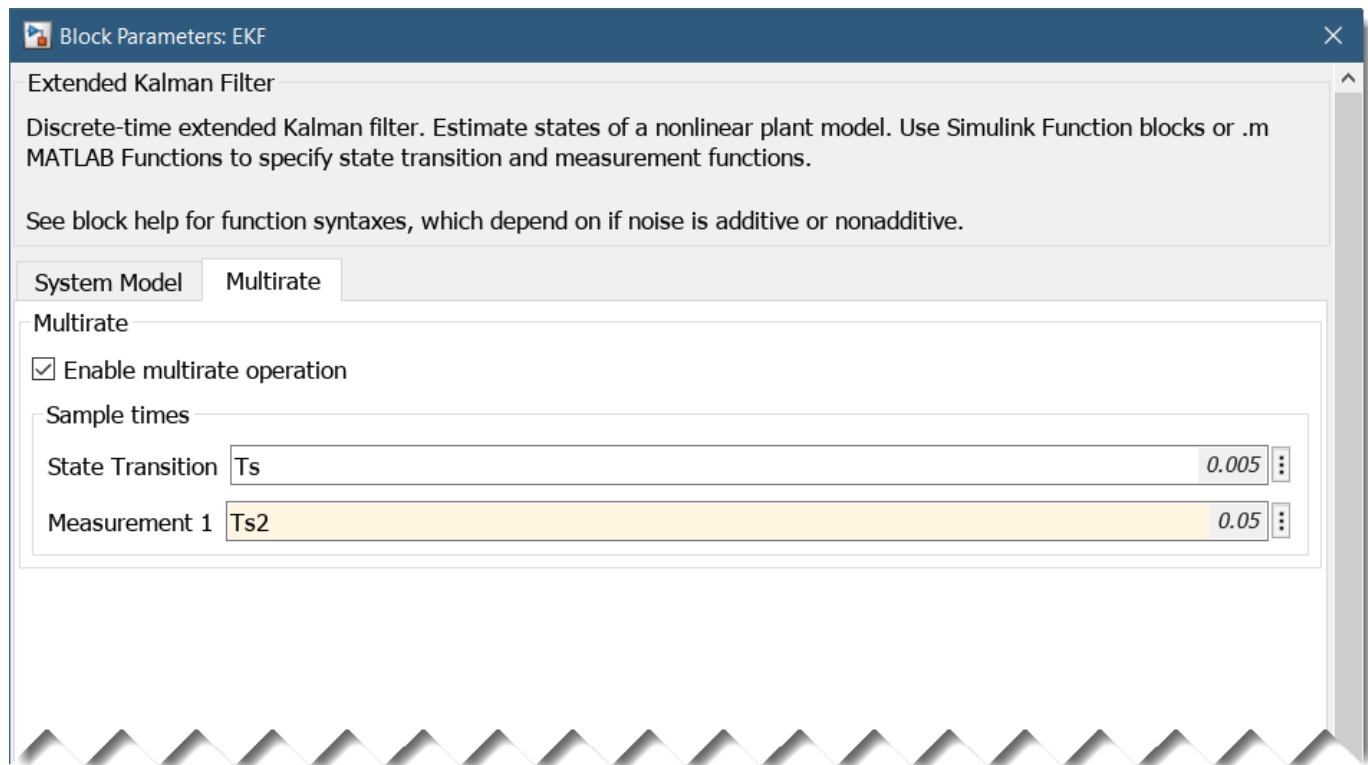 Block Parameters: EKF
Extended Kalman Filter
Discrete-time extended Kalman filter. Estimate states of a nonlinear plant model. Use Simulink Function blocks or .m
MATLAB Functions to specify state transition and measurement functions.
See block help for function syntaxes, which depend on if noise is additive or nonadditive.
System Model Multirate
Multirate
Enable multirate operation
Sample times
State Transition Ts 0.005
Measurement 1 Ts2 0.05